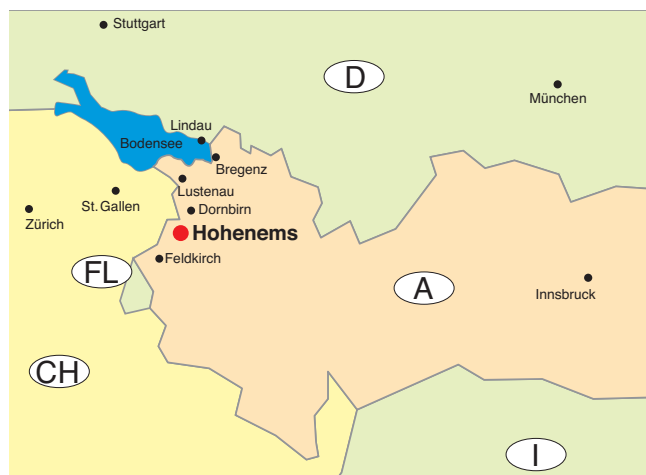 Stuttgart
D
München
Lindau
Bodensee
Bregenz
Lustenau
St. Gallen
Zürich
Dornbirn
Hohenems
Feldkirch
FL
A
Innsbruck
CH
I